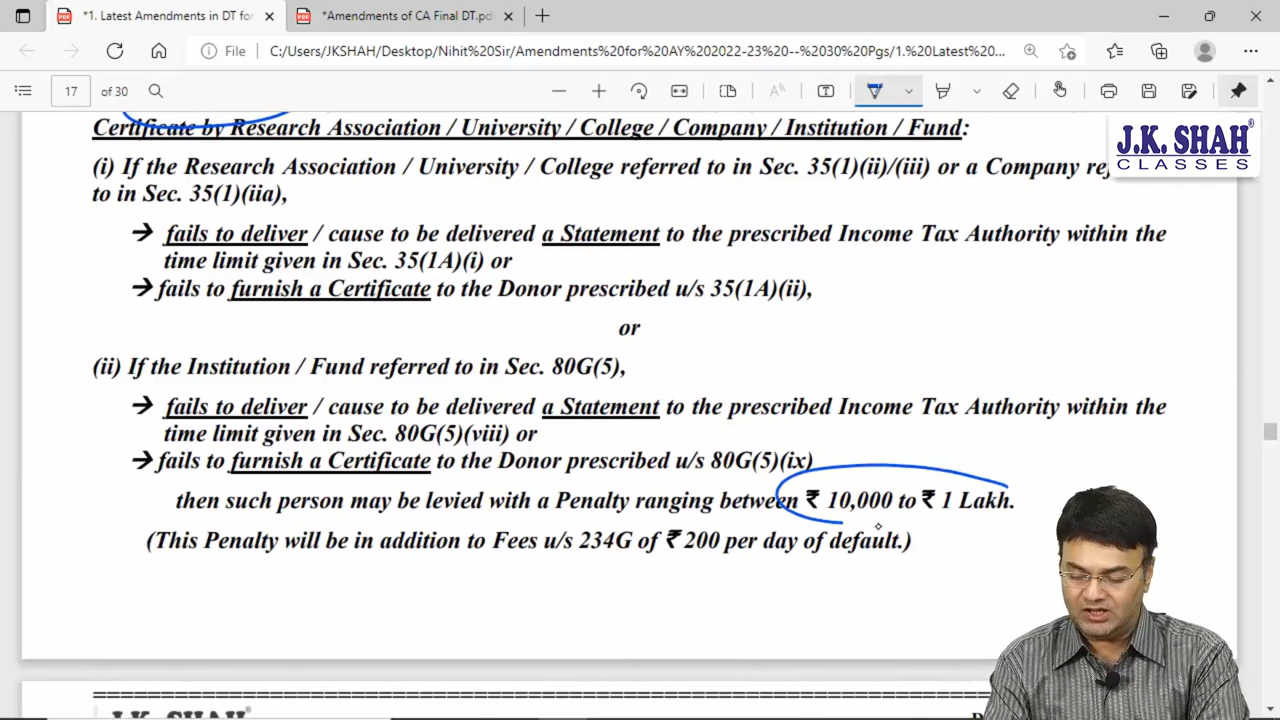 *1. Latest Amendments in DT for
*Amendments of CA Final DT.pd
File
C:/Users/JKSHAH/Desktop/Nihit%20Sir/Amendments%20for%20AY%202022-23%20--%2030%20Pgs/1.%20Latest%20...
17
of 30
Certificate by Research Association / University / College / Company / Institution / Fund:
J.K. SHAH®
CLASSES
(i) If the Research Association / University / College referred to in Sec. 35(1)(ii)/(iii) or a Company
to in Sec. 35(1)(iia),
→ fails to deliver / cause to be delivered a Statement to the prescribed Income Tax Authority within the
time limit given in Sec. 35(1A)(i) or
→ fails to furnish a Certificate to the Donor prescribed u/s 35(1A)(ii),
or
(ii) If the Institution / Fund referred to in Sec. 80G(5),
→ fails to deliver / cause to be delivered a Statement to the prescribed Income Tax Authority within the
time limit given in Sec. 80G(5)(viii) or
→ fails to furnish a Certificate to the Donor prescribed u/s 80G(5)(ix)
then such person may be levied with a Penalty ranging between ₹ 10,000 to ₹ 1 Lakh.
(This Penalty will be in addition to Fees u/s 234G of ₹ 200 per day of default.)